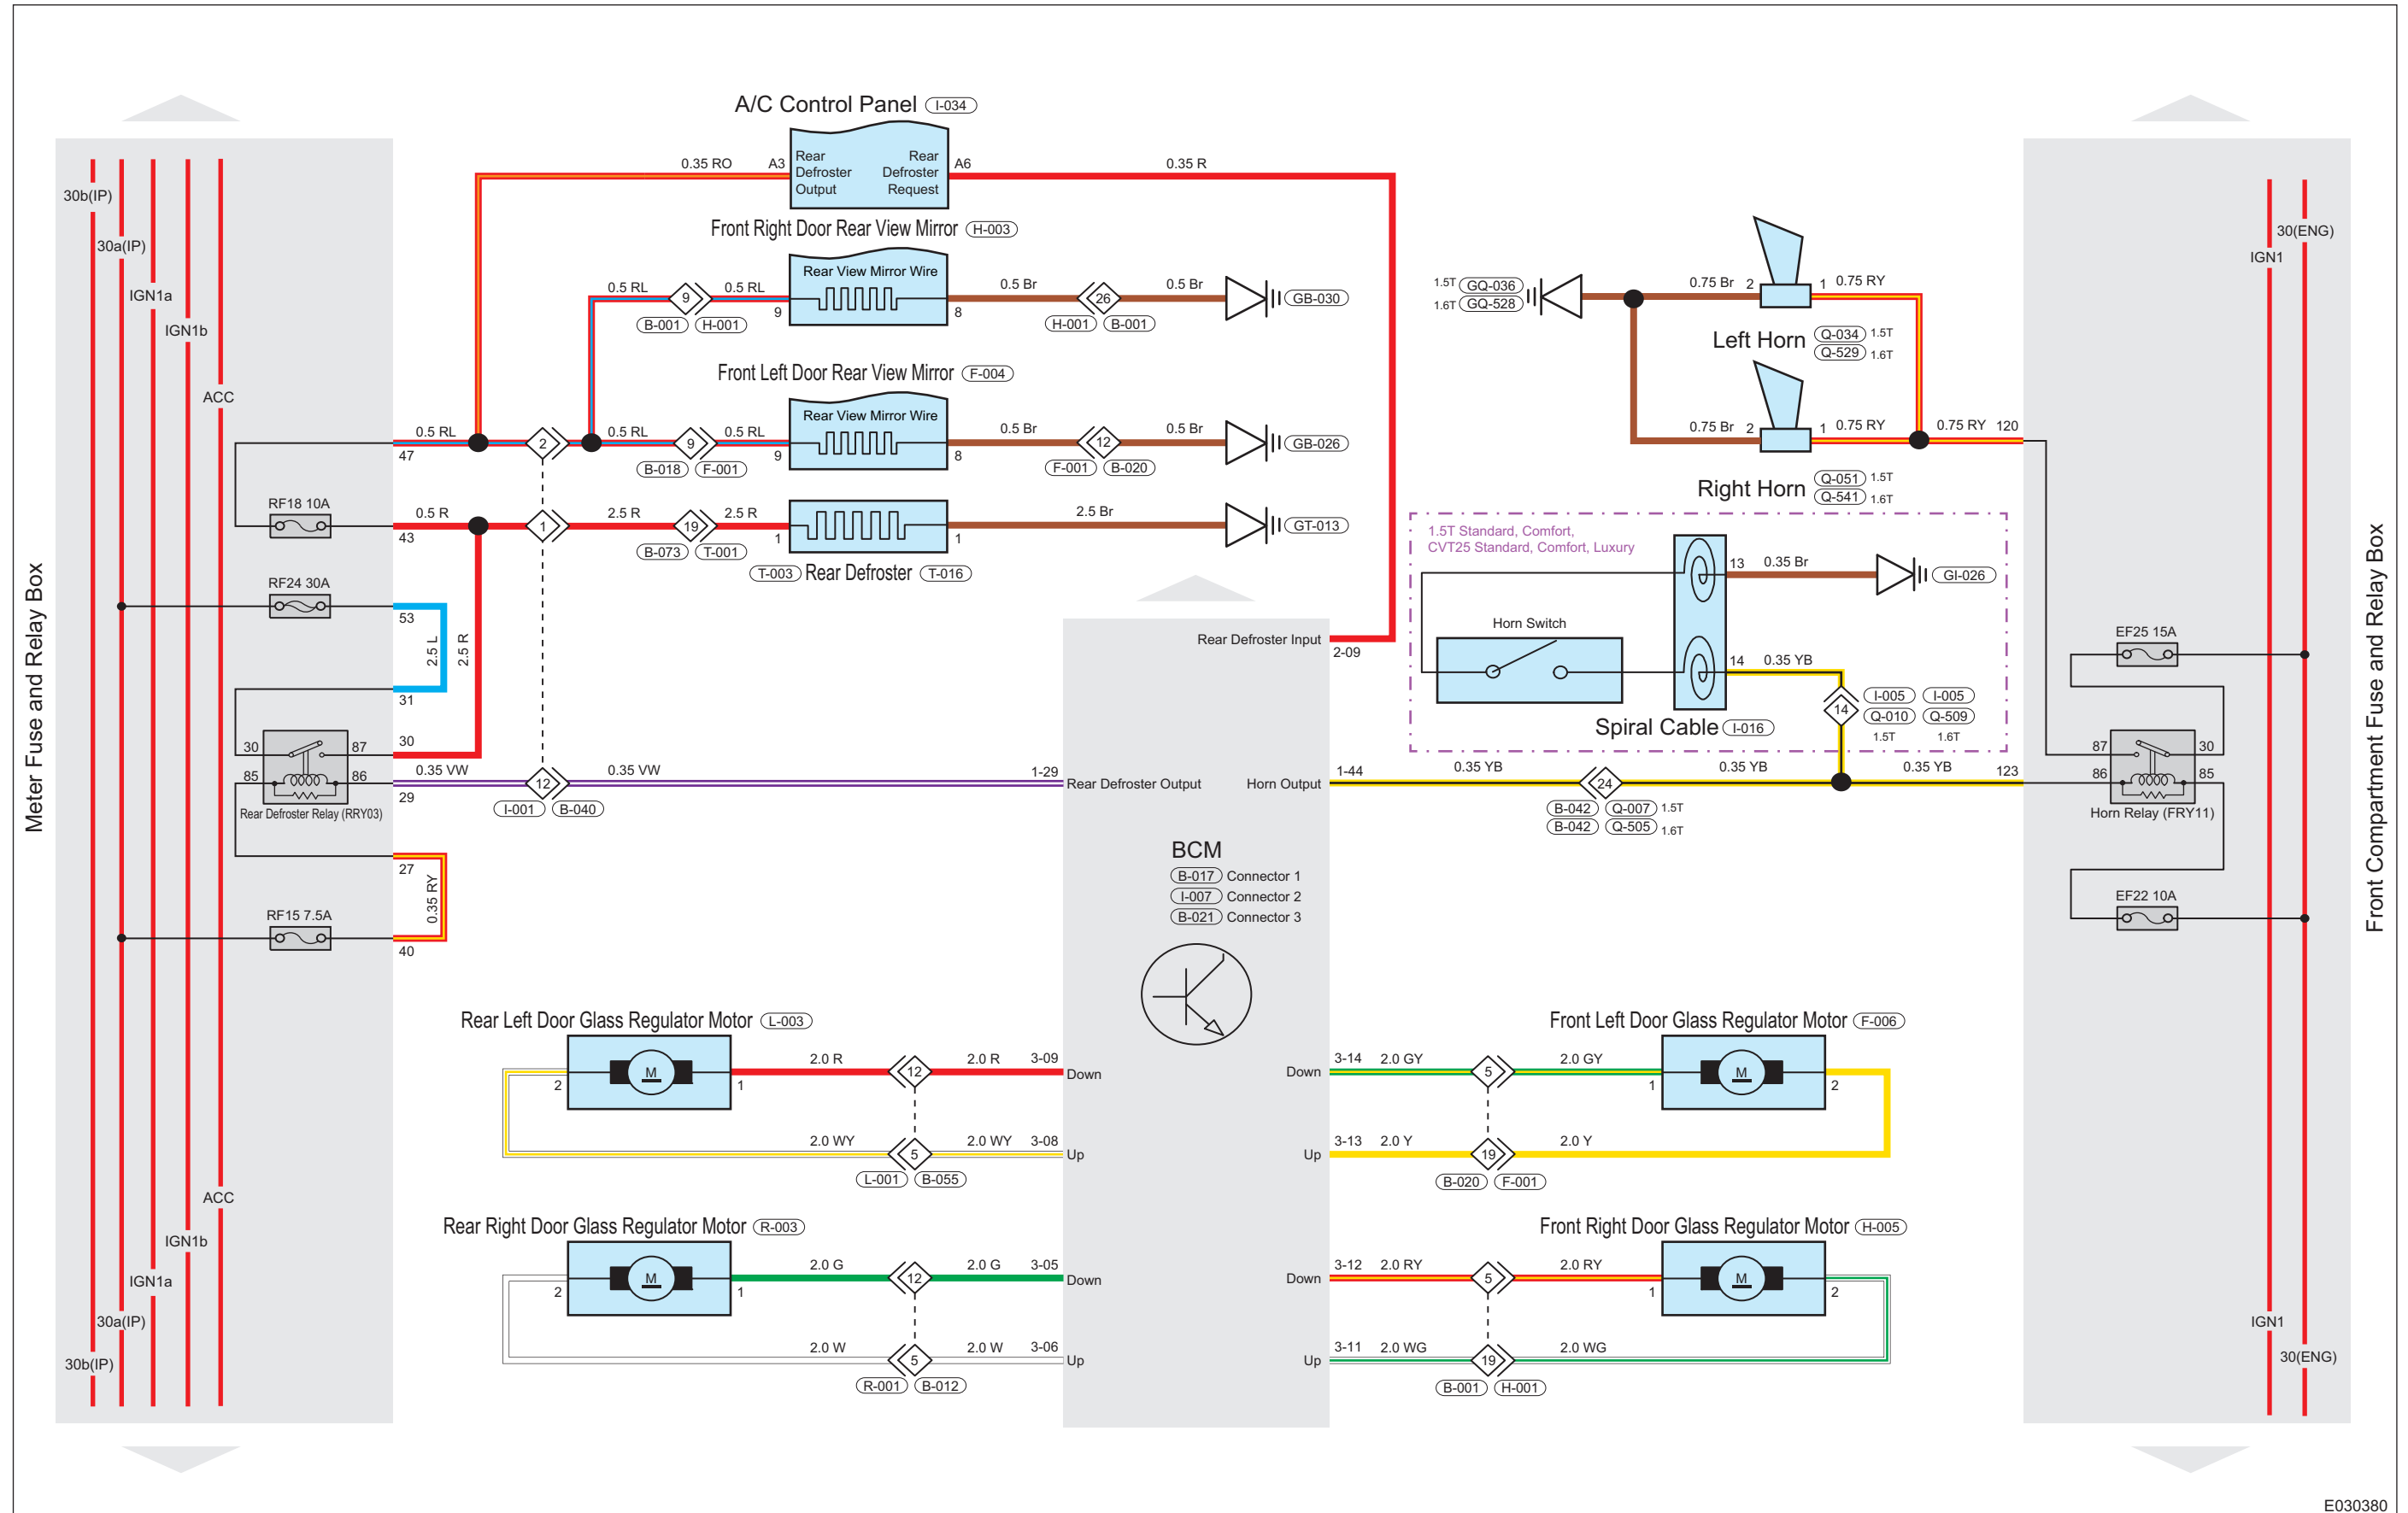 A/C Control Panel I-034
0.35 RO A3 Rear Defroster Output Rear Defroster Request A6 0.35 R
Front Right Door Rear View Mirror H-003
Rear View Mirror Wire
0.5 RL 9 0.5 RL 9 8 0.5 Br 26 0.5 Br GB-030
B-001 H-001 H-001 B-001
Front Left Door Rear View Mirror F-004
Rear View Mirror Wire
0.5 RL 47 2 0.5 RL 9 0.5 RL 9 8 0.5 Br 12 0.5 Br GB-026
B-018 F-001 F-001 B-020
RF18 10A
0.5 R 43 1 2.5 R 19 2.5 R 1 1 2.5 Br GT-013
B-073 T-001
T-003 Rear Defroster T-016
Meter Fuse and Relay Box
30b(IP)
30a(IP)
IGN1a
IGN1b
ACC
RF24 30A
53
2.5 L
2.5 R
31
30 87 30
85 86 0.35 VW 29 12 0.35 VW 1-29 Rear Defroster Output
Rear Defroster Relay (RRY03)
I-001 B-040
27
0.35 RY
RF15 7.5A
40
ACC
IGN1b
IGN1a
30a(IP)
30b(IP)
1.5T GQ-036
1.6T GQ-528
0.75 Br 2 1 0.75 RY
Left Horn Q-034 1.5T
Q-529 1.6T
0.75 Br 2 1 0.75 RY 0.75 RY 120
Right Horn Q-051 1.5T
Q-541 1.6T
1.5T Standard, Comfort,
CVT25 Standard, Comfort, Luxury
13 0.35 Br GI-026
Horn Switch
14 0.35 YB
Spiral Cable I-016
14 I-005 I-005
Q-010 Q-509
1.5T 1.6T
Rear Defroster Input 2-09
Horn Output 1-44 0.35 YB 24 0.35 YB 0.35 YB 123
B-042 Q-007 1.5T
B-042 Q-505 1.6T
BCM
B-017 Connector 1
I-007 Connector 2
B-021 Connector 3
Front Compartment Fuse and Relay Box
30(ENG)
IGN1
EF25 15A
87 30
86 85
Horn Relay (FRY11)
EF22 10A
IGN1
30(ENG)
Rear Left Door Glass Regulator Motor L-003
2 M 1 2.0 R 12 2.0 R 3-09 Down
2.0 WY 5 2.0 WY 3-08 Up
L-001 B-055
Rear Right Door Glass Regulator Motor R-003
2 M 1 2.0 G 12 2.0 G 3-05 Down
2.0 W 5 2.0 W 3-06 Up
R-001 B-012
Front Left Door Glass Regulator Motor F-006
Down 3-14 2.0 GY 5 2.0 GY 1 M 2
Up 3-13 2.0 Y 19 2.0 Y
B-020 F-001
Front Right Door Glass Regulator Motor H-005
Down 3-12 2.0 RY 5 2.0 RY 1 M 2
Up 3-11 2.0 WG 19 2.0 WG
B-001 H-001
E030380